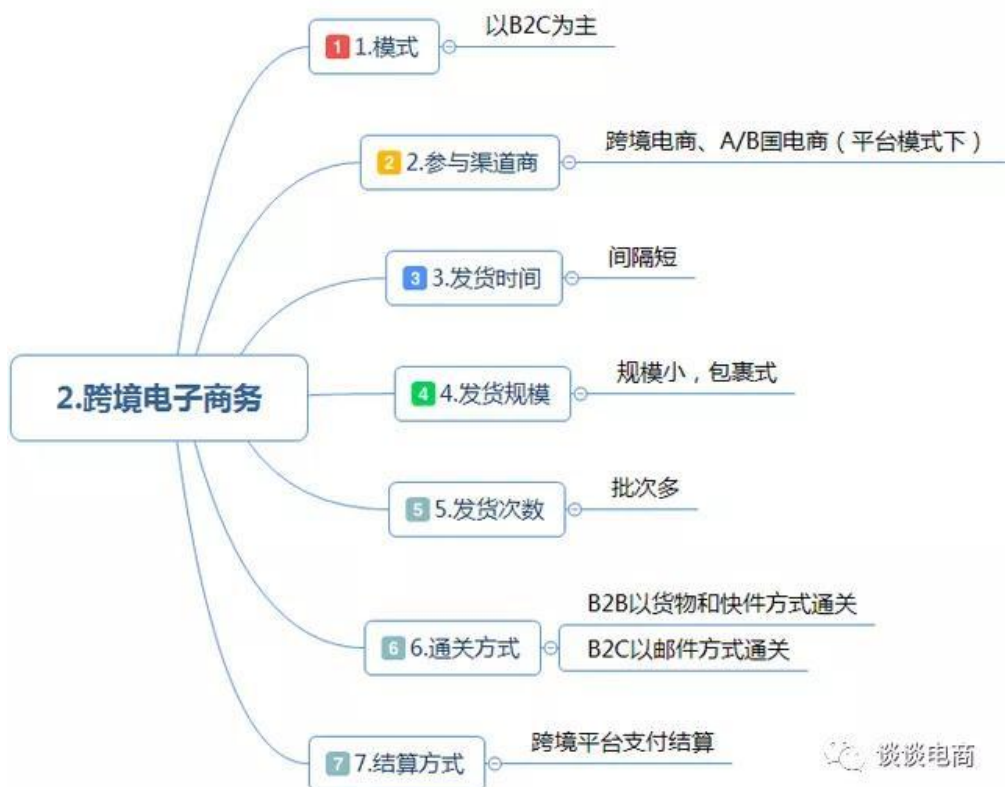 以B2C为主
1 1.模式
跨境电商、A/B国电商（平台模式下）
2 2.参与渠道商
间隔短
3 3.发货时间
规模小，包裹式
4 4.发货规模
2.跨境电子商务
批次多
5 5.发货次数
B2B以货物和快件方式通关
6 6.通关方式
B2C以邮件方式通关
跨境平台支付结算
7 7.结算方式
谈谈电商